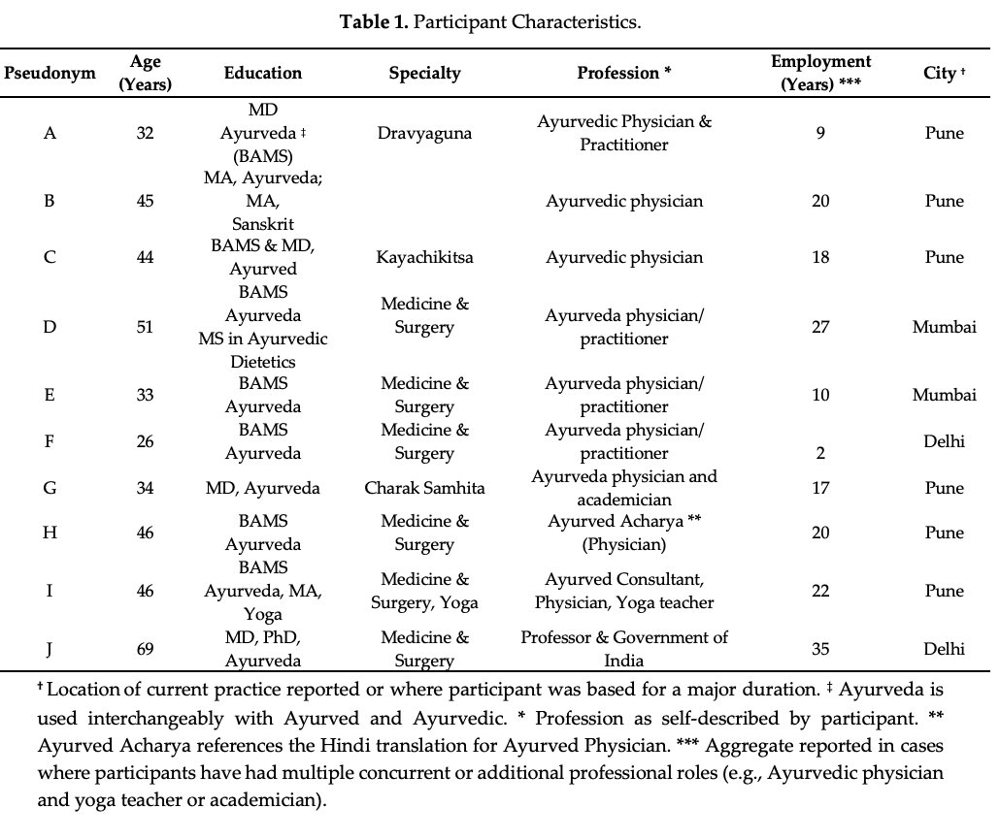 Table 1. Participant Characteristics.
Pseudonym Age (Years) Education Specialty Profession * Employment (Years) *** City †
A 32 MD Ayurveda ‡ (BAMS) Dravyaguna Ayurvedic Physician & Practitioner 9 Pune
B 45 MA, Ayurveda; MA, Sanskrit Ayurvedic physician 20 Pune
C 44 BAMS & MD, Ayurved Kayachikitsa Ayurvedic physician 18 Pune
D 51 BAMS Ayurveda MS in Ayurvedic Dietetics Medicine & Surgery Ayurveda physician/ practitioner 27 Mumbai
E 33 BAMS Ayurveda Medicine & Surgery Ayurveda physician/ practitioner 10 Mumbai
F 26 BAMS Ayurveda Medicine & Surgery Ayurveda physician/ practitioner 2 Delhi
G 34 MD, Ayurveda Charak Samhita Ayurveda physician and academician 17 Pune
H 46 BAMS Ayurveda Medicine & Surgery Ayurved Acharya ** (Physician) 20 Pune
I 46 BAMS Ayurveda, MA, Yoga Medicine & Surgery, Yoga Ayurved Consultant, Physician, Yoga teacher 22 Pune
J 69 MD, PhD, Ayurveda Medicine & Surgery Professor & Government of India 35 Delhi
† Location of current practice reported or where participant was based for a major duration. ‡ Ayurveda is
used interchangeably with Ayurved and Ayurvedic. * Profession as self-described by participant. **
Ayurved Acharya references the Hindi translation for Ayurved Physician. *** Aggregate reported in cases
where participants have had multiple concurrent or additional professional roles (e.g., Ayurvedic physician
and yoga teacher or academician).